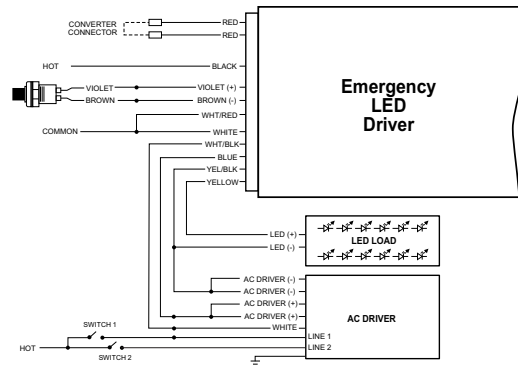 CONVERTER
CONNECTOR
RED
RED
HOT
BLACK
VIOLET
VIOLET (+)
BROWN
BROWN (-)
WHT/RED
COMMON
WHITE
WHT/BLK
BLUE
YEL/BLK
YELLOW
Emergency
LED
Driver
LED (+)
LED (-)
LED LOAD
AC DRIVER (-)
AC DRIVER (-)
AC DRIVER (+)
AC DRIVER (+)
WHITE
LINE 1
LINE 2
AC DRIVER
SWITCH 1
HOT
SWITCH 2